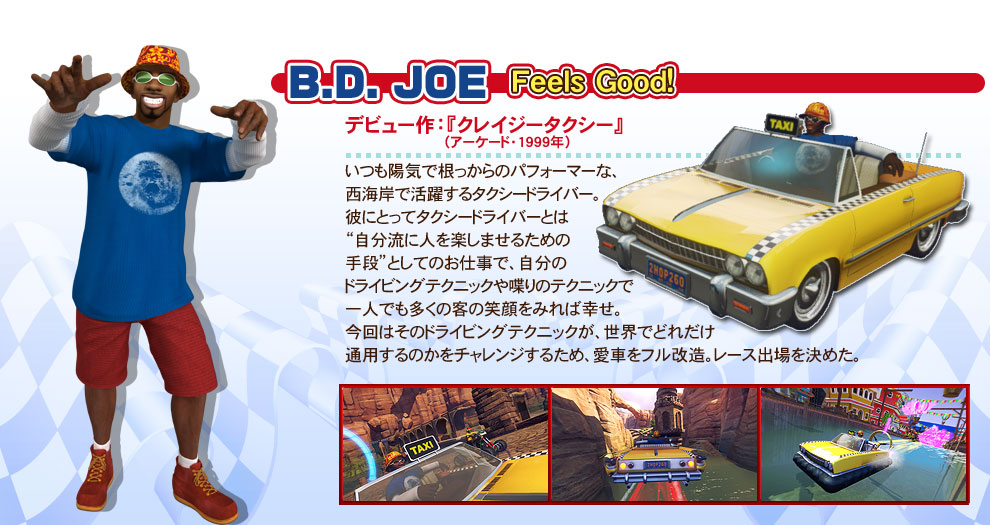 B.D. JOE Feels Good!
デビュー作：『クレイジータクシー』
（アーケード・1999年）
いつも陽気で根っからのパフォーマーな、
西海岸で活躍するタクシードライバー。
彼にとってタクシードライバーとは
“自分流に人を楽しませるための
手段”としてのお仕事で、自分の
ドライビングテクニックや喋りのテクニックで
一人でも多くの客の笑顔をみれば幸せ。
今回はそのドライビングテクニックが、世界でどれだけ
通用するのかをチャレンジするため、愛車をフル改造。レース出場を決めた。
TAXI
2HOP260
TAXI
2HOP260